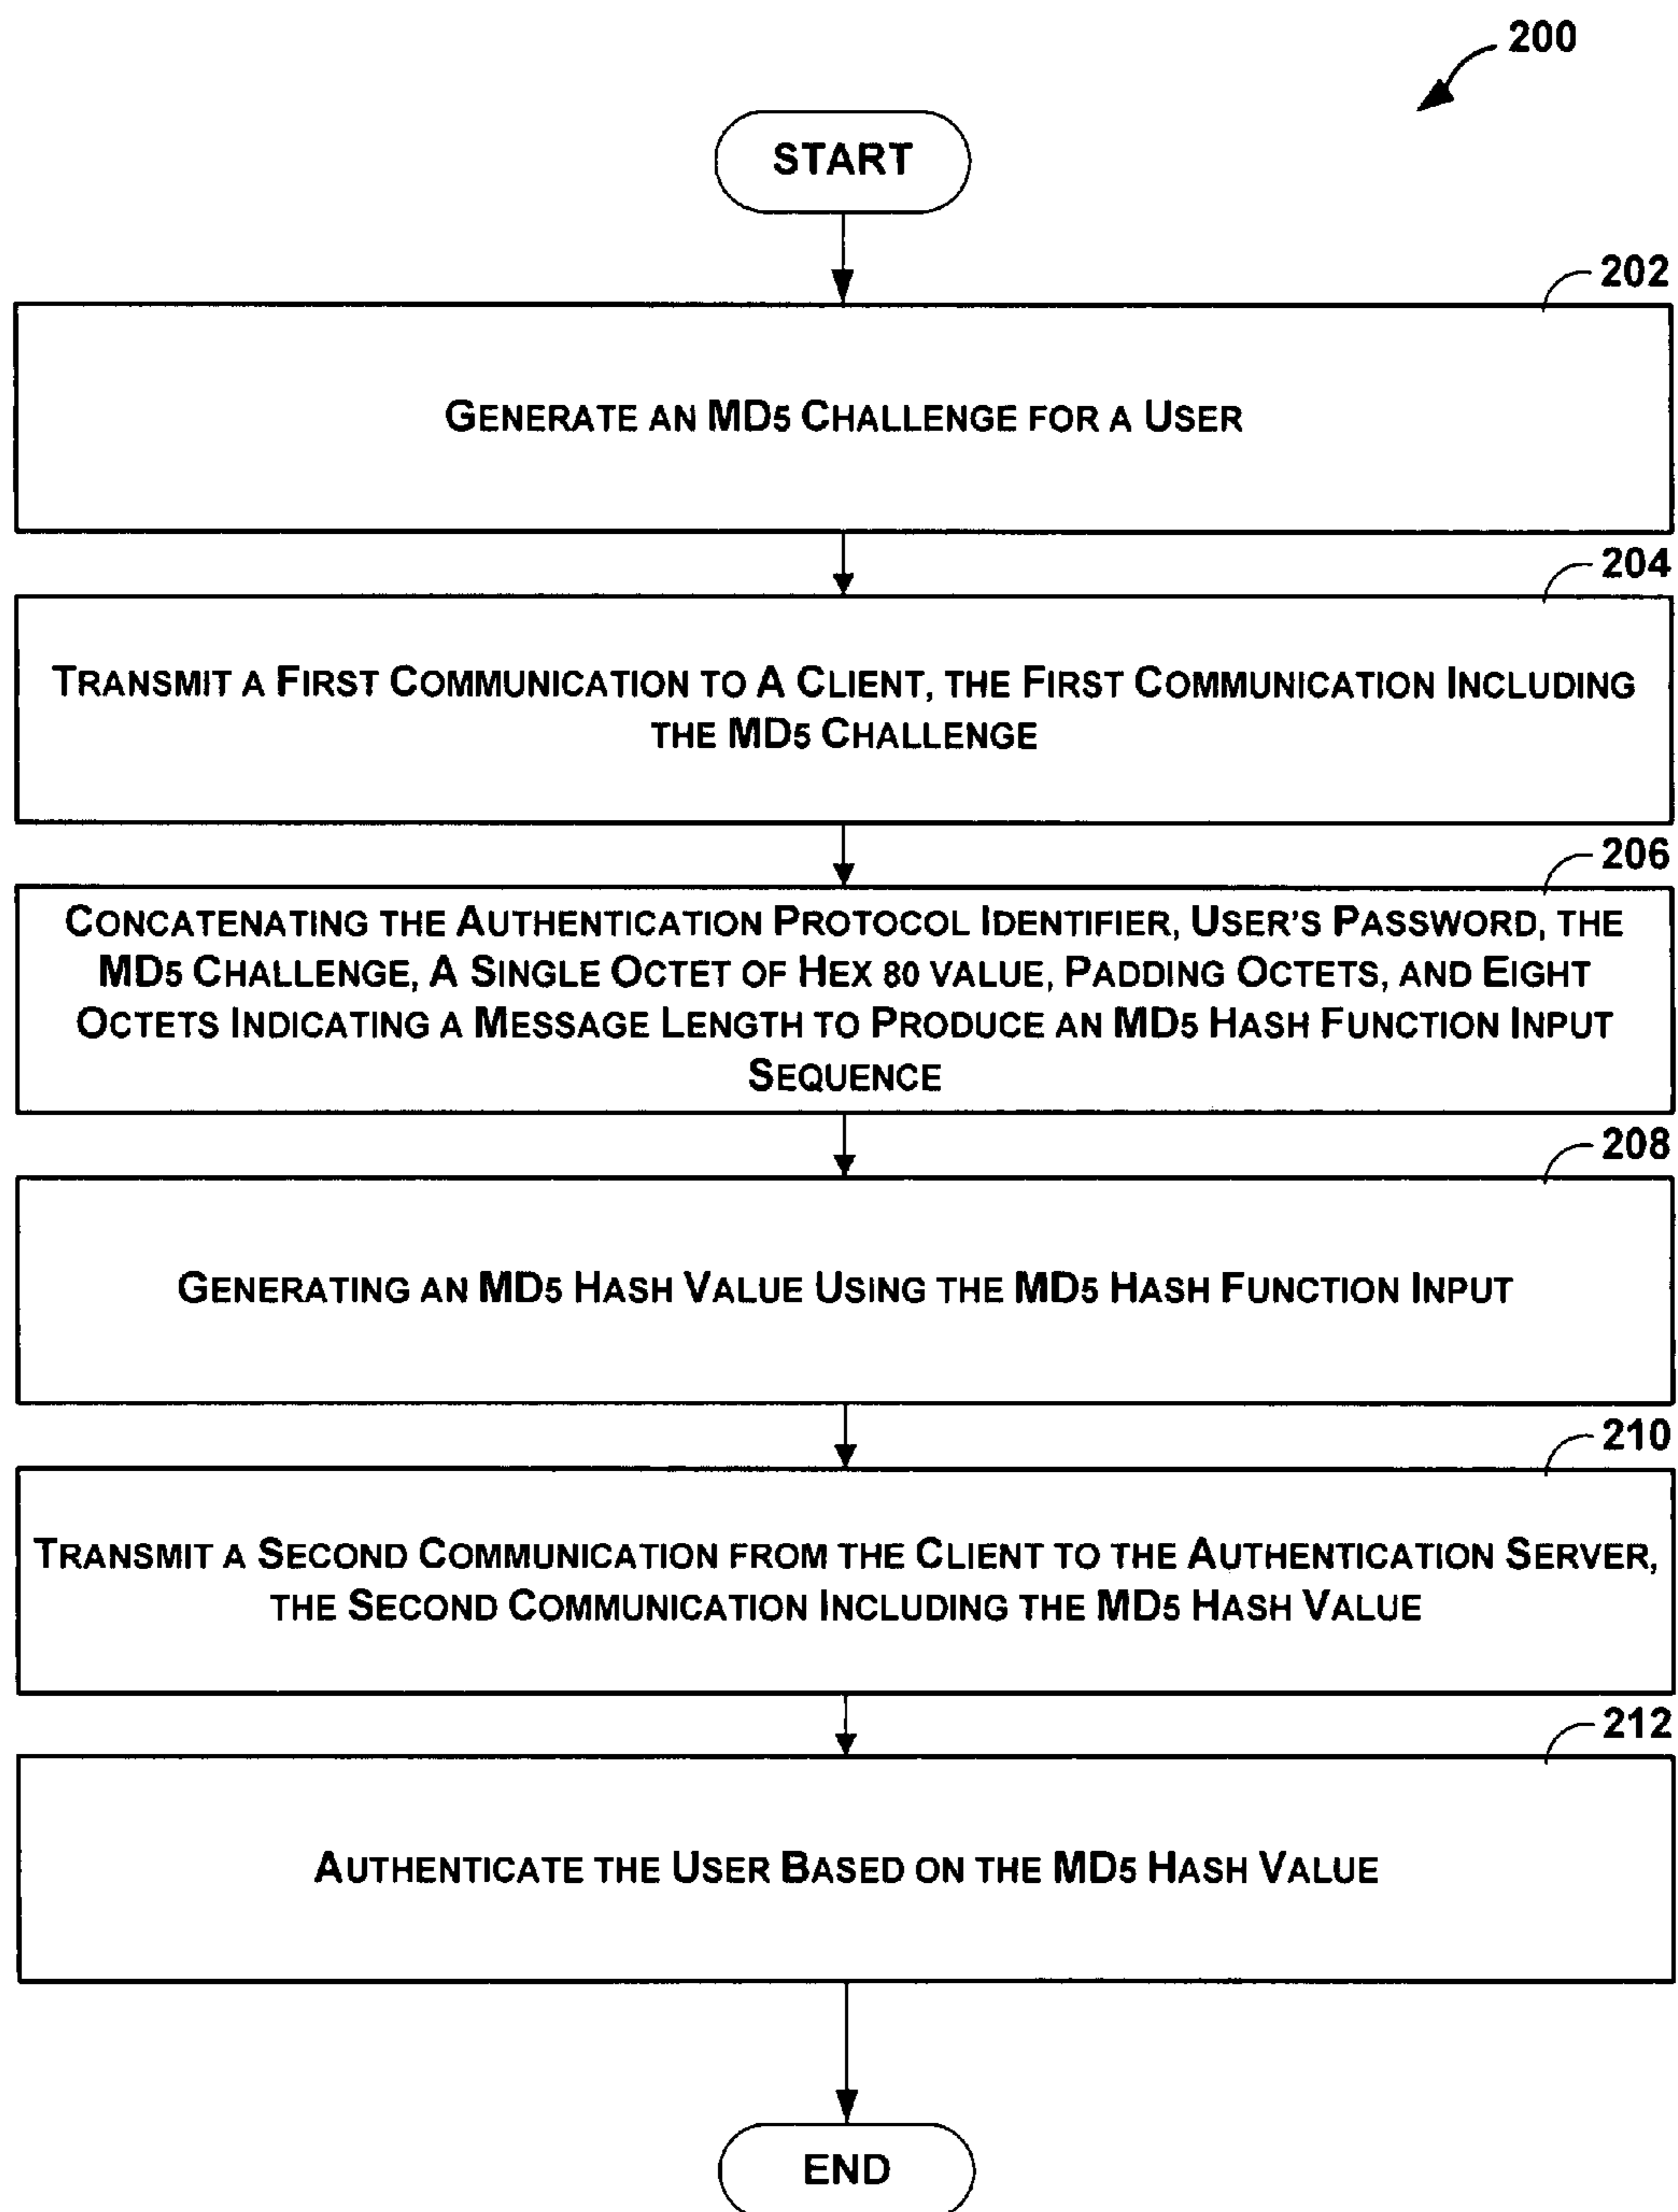 200
START
202
GENERATE AN MD5 CHALLENGE FOR A USER
204
TRANSMIT A FIRST COMMUNICATION TO A CLIENT, THE FIRST COMMUNICATION INCLUDING
THE MD5 CHALLENGE
206
CONCATENATING THE AUTHENTICATION PROTOCOL IDENTIFIER, USER'S PASSWORD, THE
MD5 CHALLENGE, A SINGLE OCTET OF HEX 80 VALUE, PADDING OCTETS, AND EIGHT
OCTETS INDICATING A MESSAGE LENGTH TO PRODUCE AN MD5 HASH FUNCTION INPUT
SEQUENCE
208
GENERATING AN MD5 HASH VALUE USING THE MD5 HASH FUNCTION INPUT
210
TRANSMIT A SECOND COMMUNICATION FROM THE CLIENT TO THE AUTHENTICATION SERVER,
THE SECOND COMMUNICATION INCLUDING THE MD5 HASH VALUE
212
AUTHENTICATE THE USER BASED ON THE MD5 HASH VALUE
END